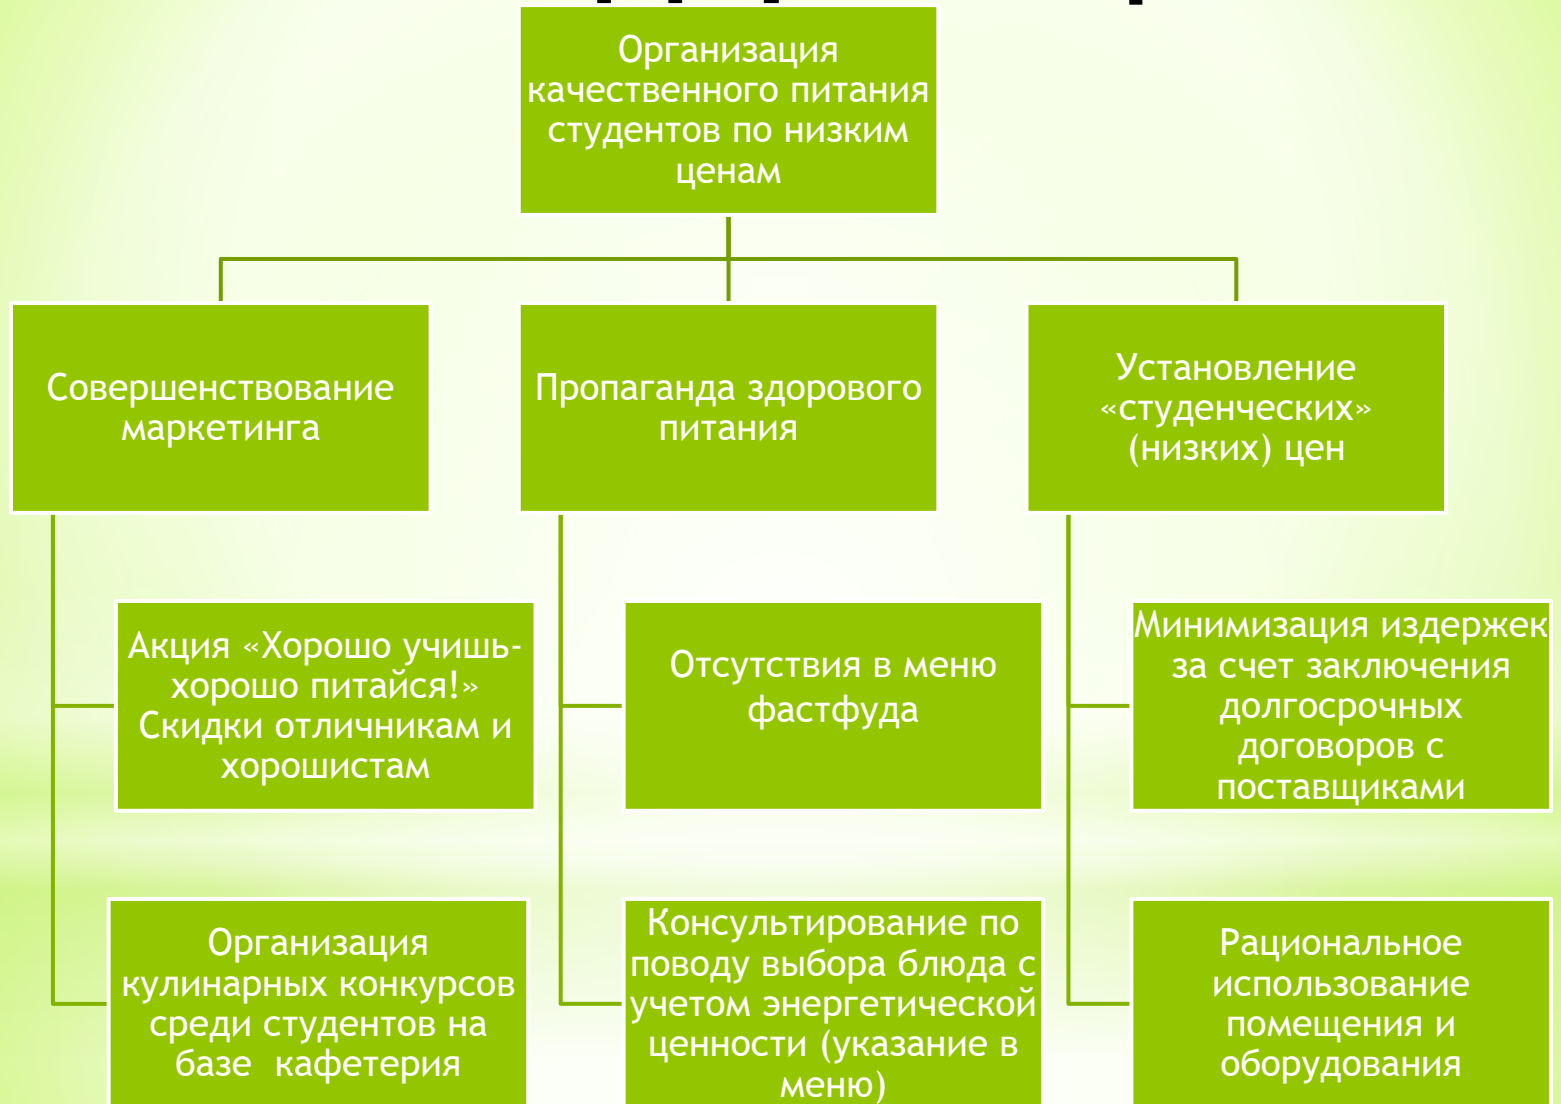 Организация
качественного питания
студентов по низким
ценам
Совершенствование
маркетинга
Пропаганда здорового
питания
Установление
«студенческих»
(низких) цен
Акция «Хорошо учишь-
хорошо питайся!»
Скидки отличникам и
хорошистам
Отсутствия в меню
фастфуда
Минимизация издержек
за счет заключения
долгосрочных
договоров с
поставщиками
Организация
кулинарных конкурсов
среди студентов на
базе кафетерия
Консультирование по
поводу выбора блюда с
учетом энергетической
ценности (указание в
меню)
Рациональное
использование
помещения и
оборудования